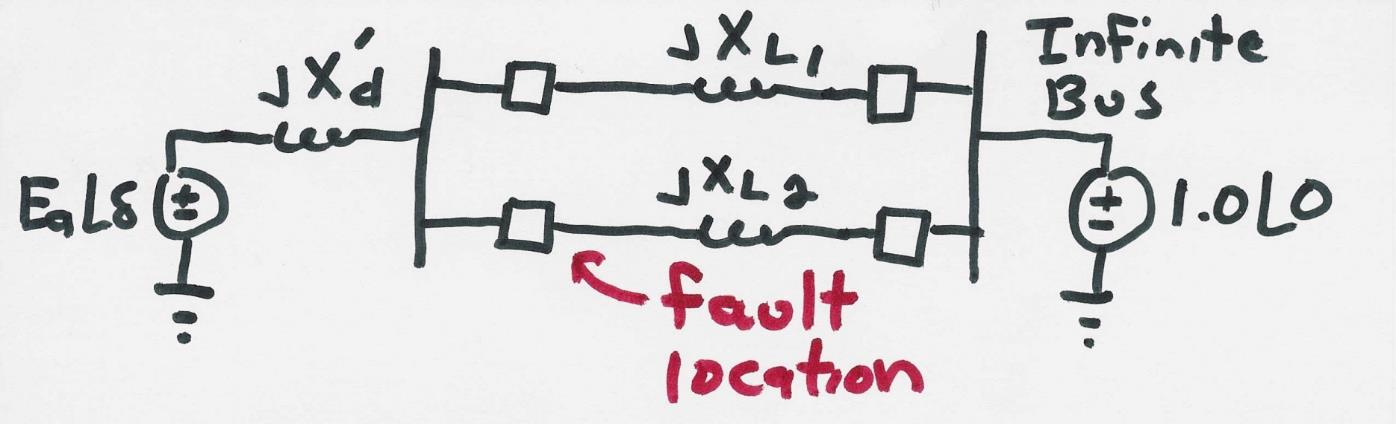 jX'd
jXL1
Infinite
Bus
Ea∠δ
jXL2
1.0∠0
fault
location